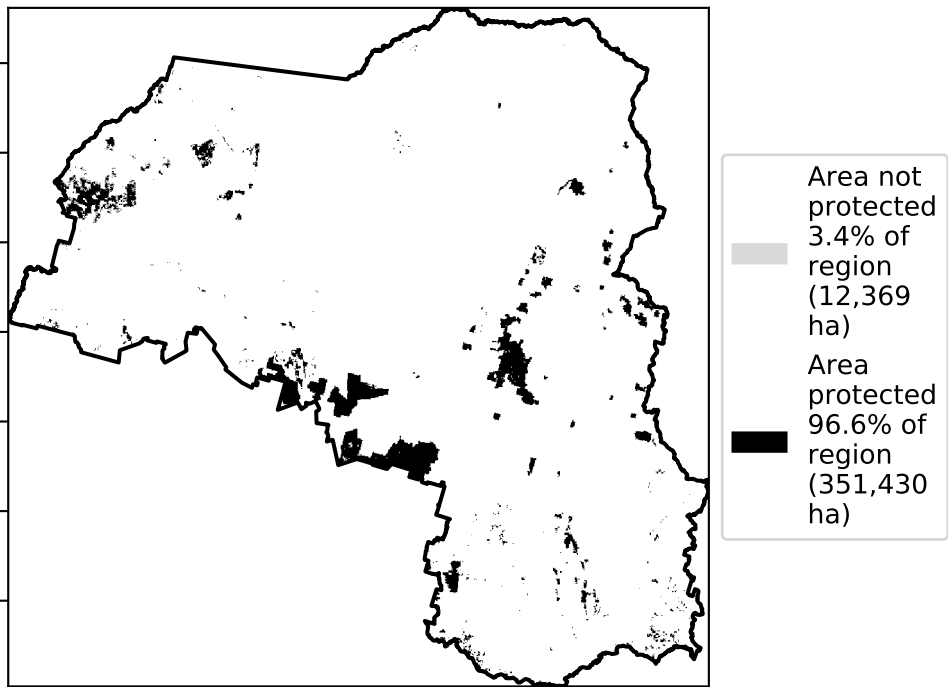 Area not
protected
3.4% of
region
(12,369
ha)
Area
protected
96.6% of
region
(351,430
ha)